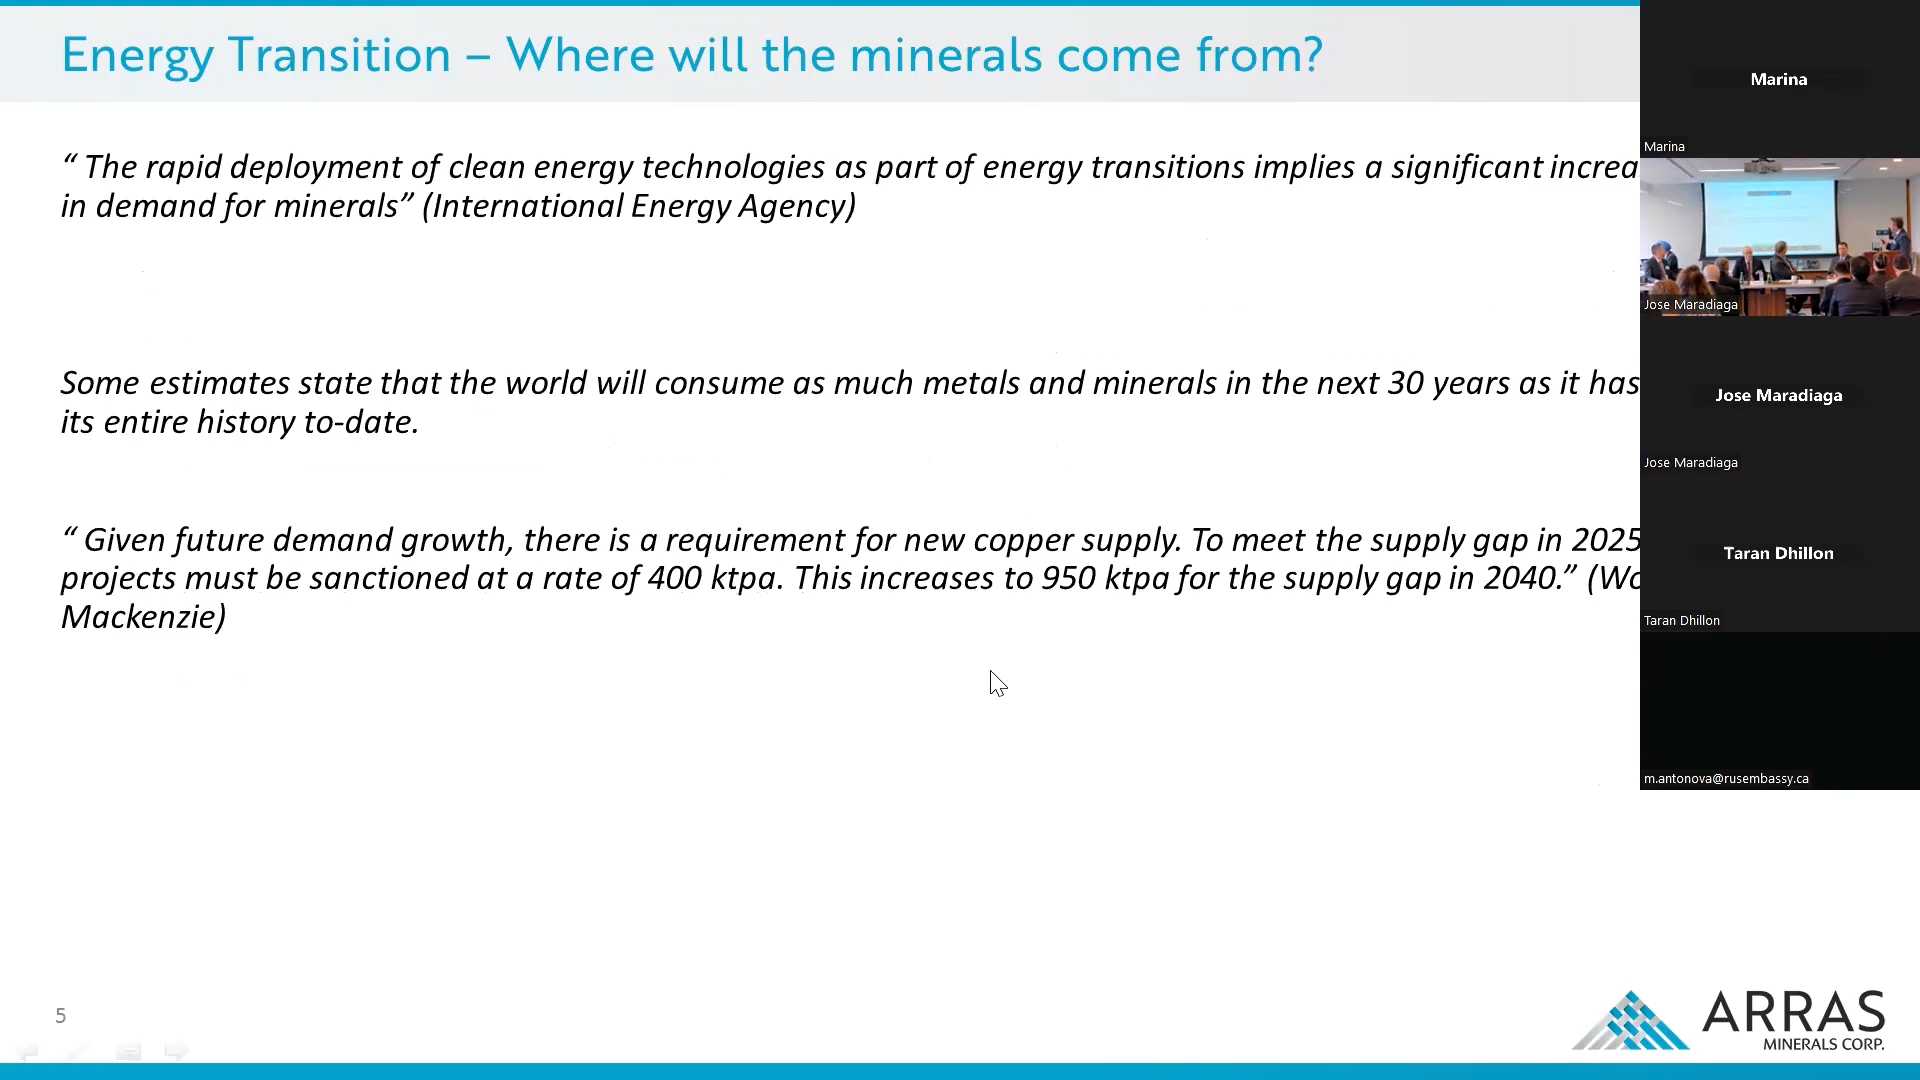 Energy Transition – Where will the minerals come from?
“ The rapid deployment of clean energy technologies as part of energy transitions implies a significant increa
in demand for minerals” (International Energy Agency)
Some estimates state that the world will consume as much metals and minerals in the next 30 years as it has
its entire history to-date.
“ Given future demand growth, there is a requirement for new copper supply. To meet the supply gap in 2025
projects must be sanctioned at a rate of 400 ktpa. This increases to 950 ktpa for the supply gap in 2040.” (Wo
Mackenzie)
5
ARRAS
MINERALS CORP.
Marina
Marina
Jose Maradiaga
Jose Maradiaga
Jose Maradiaga
Taran Dhillon
Taran Dhillon
m.antonova@rusembassy.ca